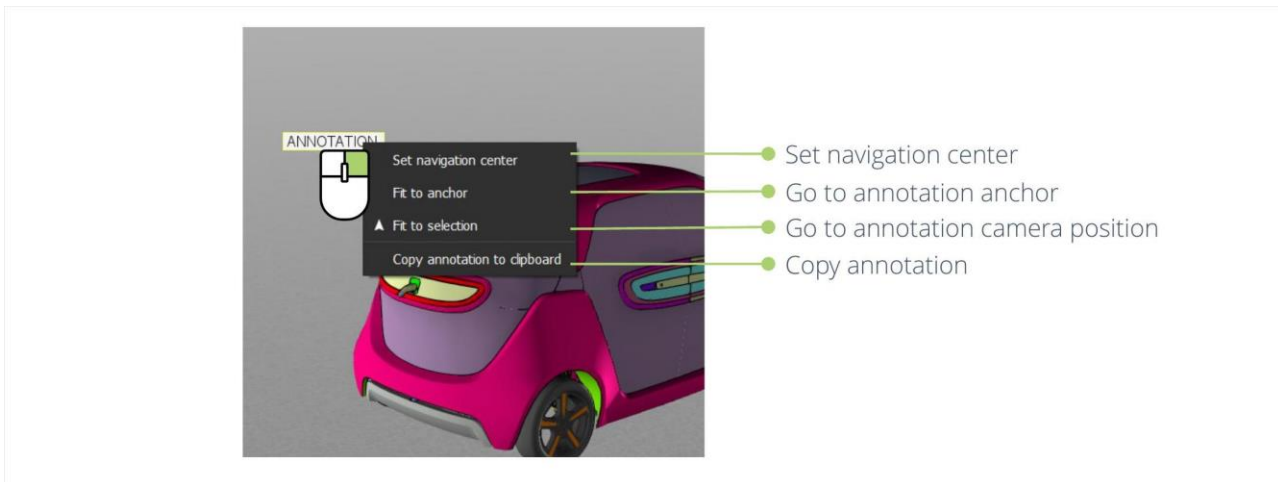 ANNOTATION
Set navigation center
Fit to anchor
Fit to selection
Copy annotation to clipboard
Set navigation center
Go to annotation anchor
Go to annotation camera position
Copy annotation